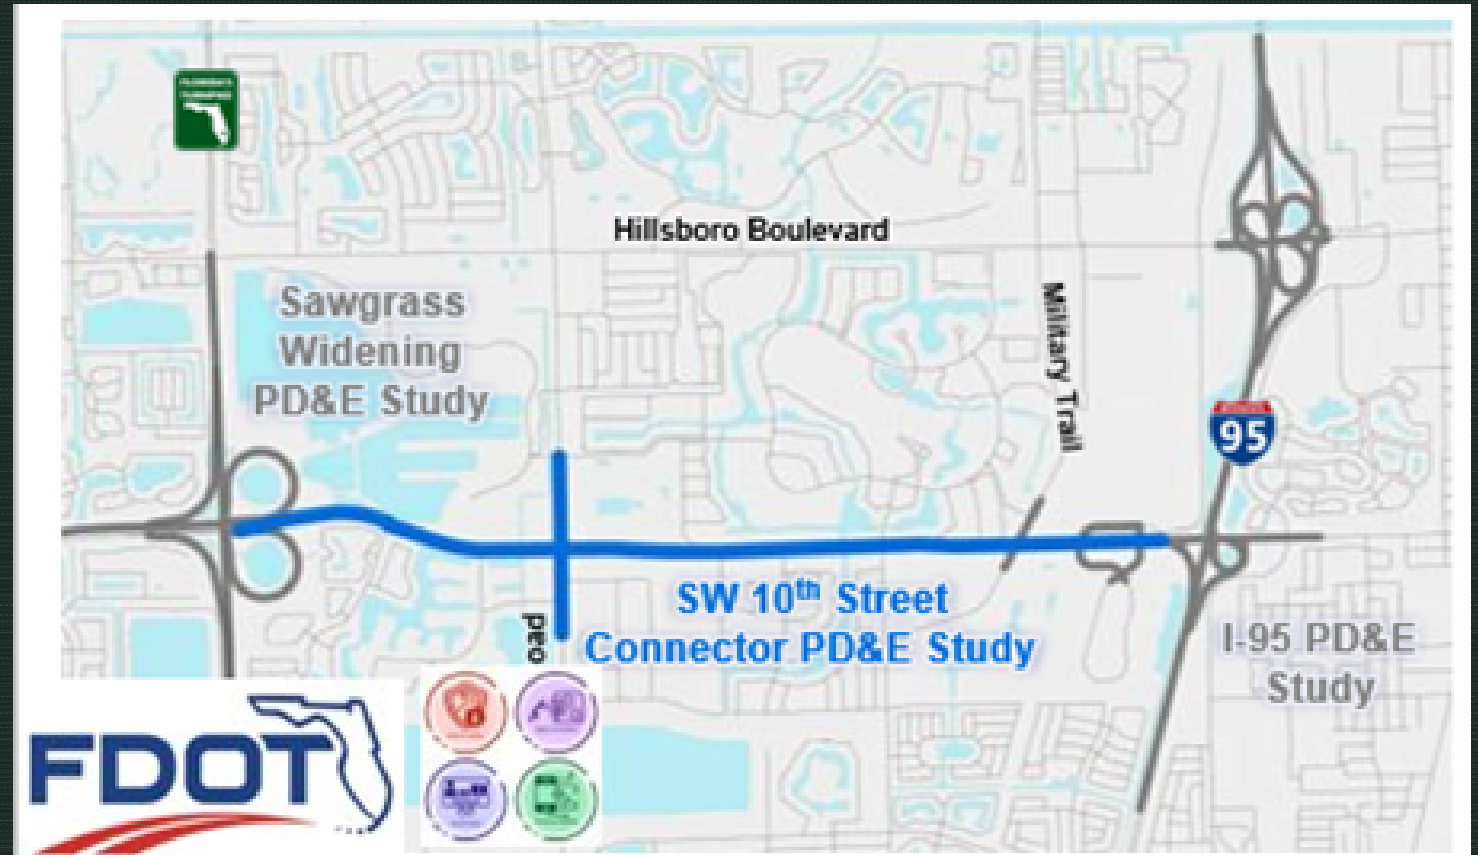 Hillsboro Boulevard
Sawgrass
Widening
PD&E Study
Military Trail
95
SW 10th Street
Connector PD&E Study
I-95 PD&E
Study
FDOT